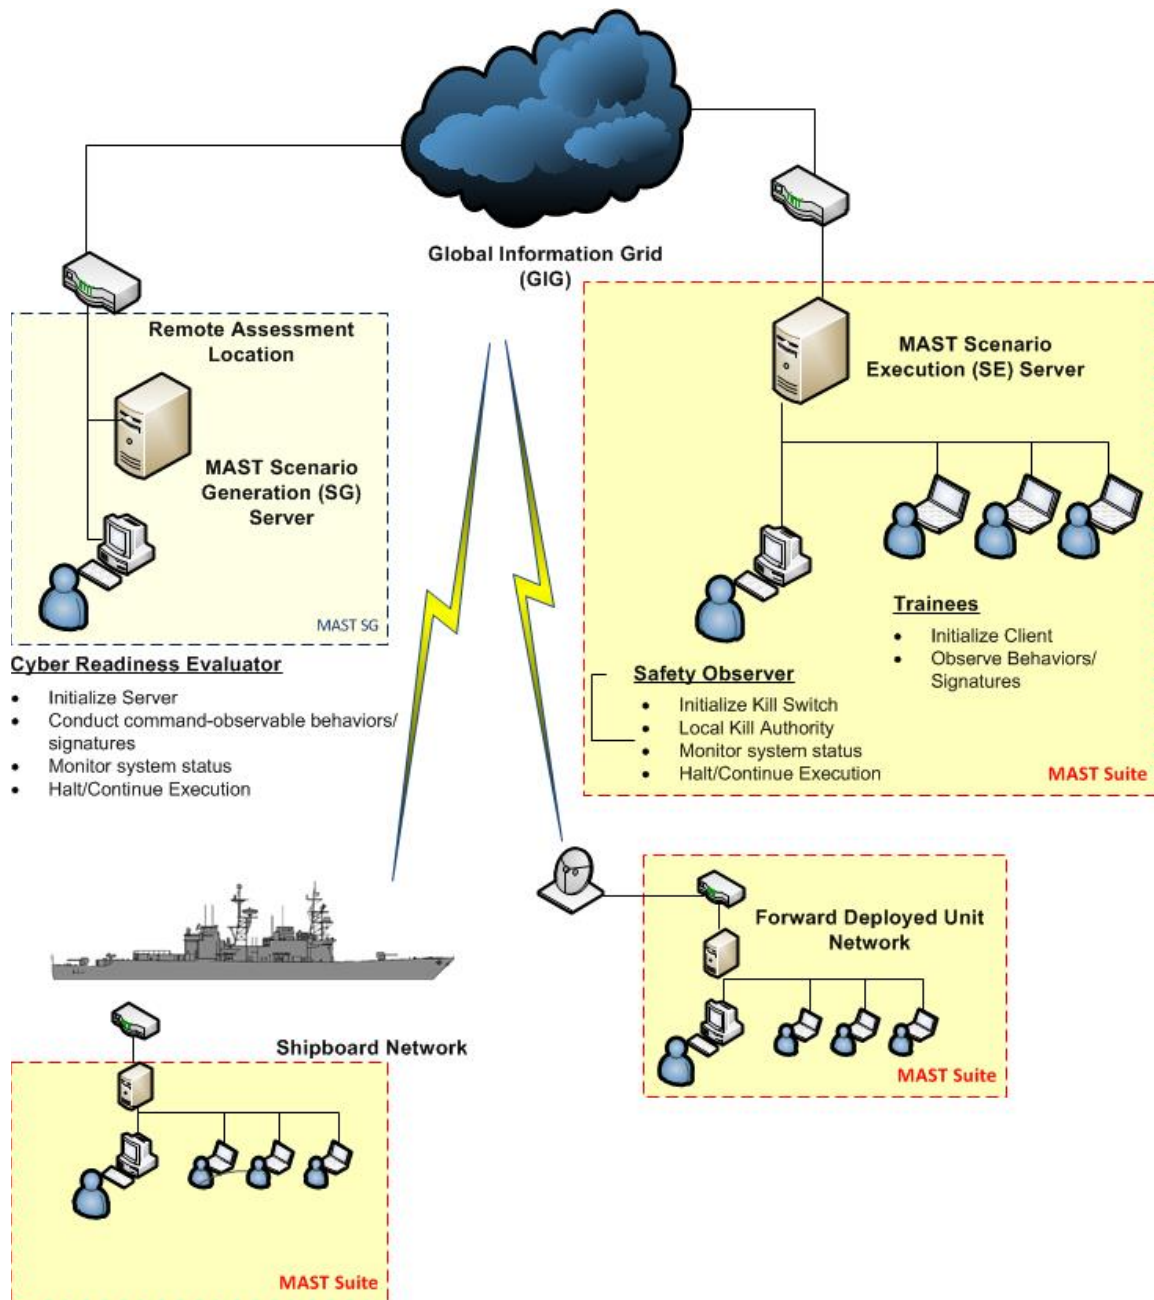 Global Information Grid
(GIG)
Remote Assessment
Location
MAST Scenario
Generation (SG)
Server
MAST SG
Cyber Readiness Evaluator
• Initialize Server
• Conduct command-observable behaviors/
signatures
• Monitor system status
• Halt/Continue Execution
MAST Scenario
Execution (SE) Server
Trainees
• Initialize Client
• Observe Behaviors/
Signatures
Safety Observer
• Initialize Kill Switch
• Local Kill Authority
• Monitor system status
• Halt/Continue Execution
MAST Suite
Forward Deployed Unit
Network
MAST Suite
Shipboard Network
MAST Suite